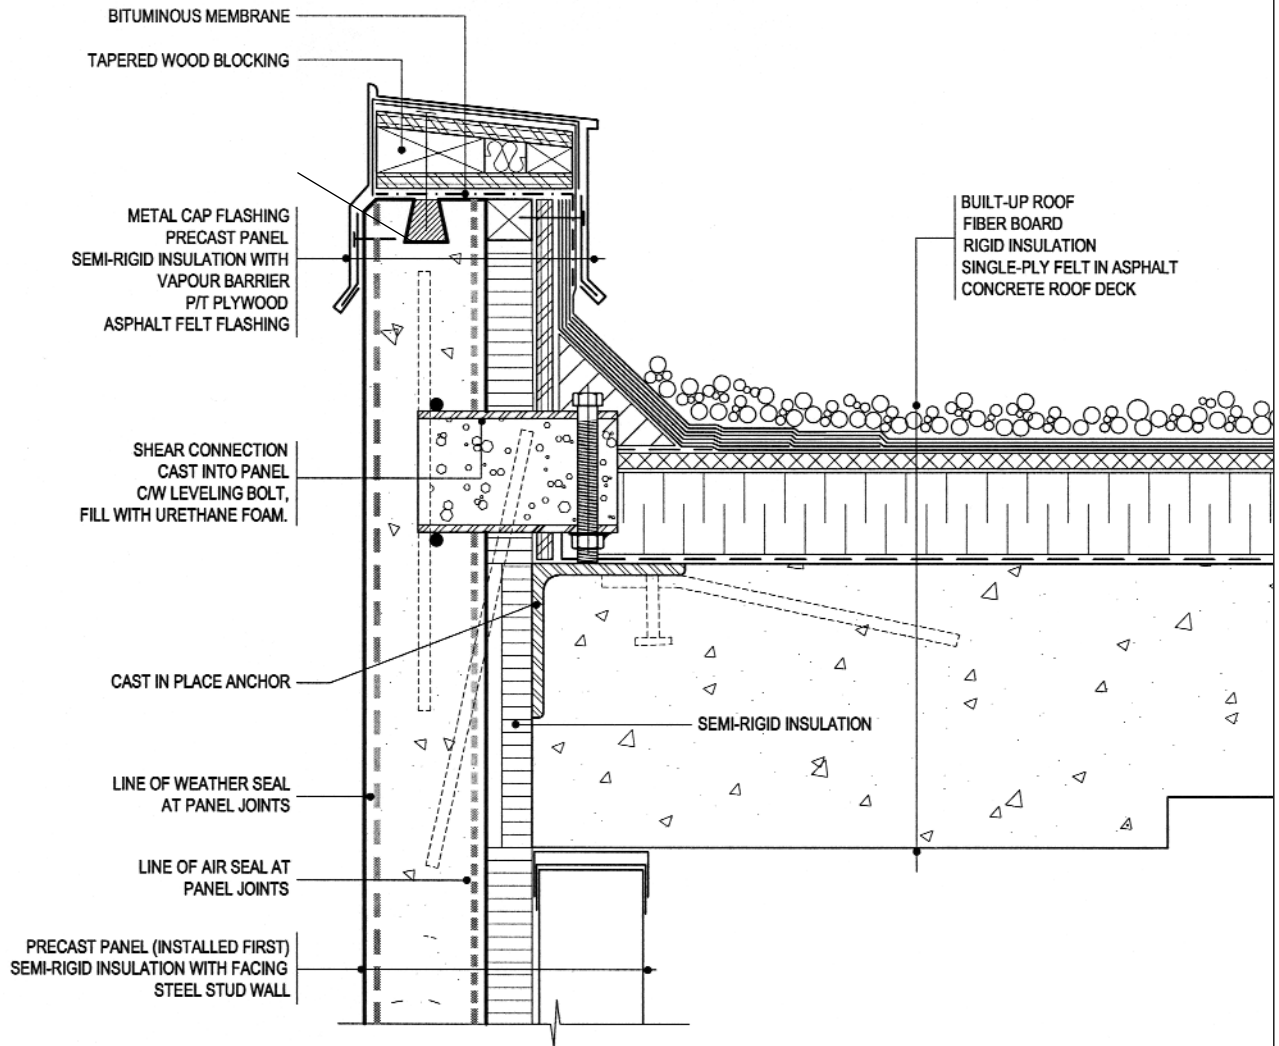 BITUMINOUS MEMBRANE
TAPERED WOOD BLOCKING
METAL CAP FLASHING
PRECAST PANEL
SEMI-RIGID INSULATION WITH
VAPOUR BARRIER
P/T PLYWOOD
ASPHALT FELT FLASHING
BUILT-UP ROOF
FIBER BOARD
RIGID INSULATION
SINGLE-PLY FELT IN ASPHALT
CONCRETE ROOF DECK
SHEAR CONNECTION
CAST INTO PANEL
C/W LEVELING BOLT,
FILL WITH URETHANE FOAM.
CAST IN PLACE ANCHOR
SEMI-RIGID INSULATION
LINE OF WEATHER SEAL
AT PANEL JOINTS
LINE OF AIR SEAL AT
PANEL JOINTS
PRECAST PANEL (INSTALLED FIRST)
SEMI-RIGID INSULATION WITH FACING
STEEL STUD WALL